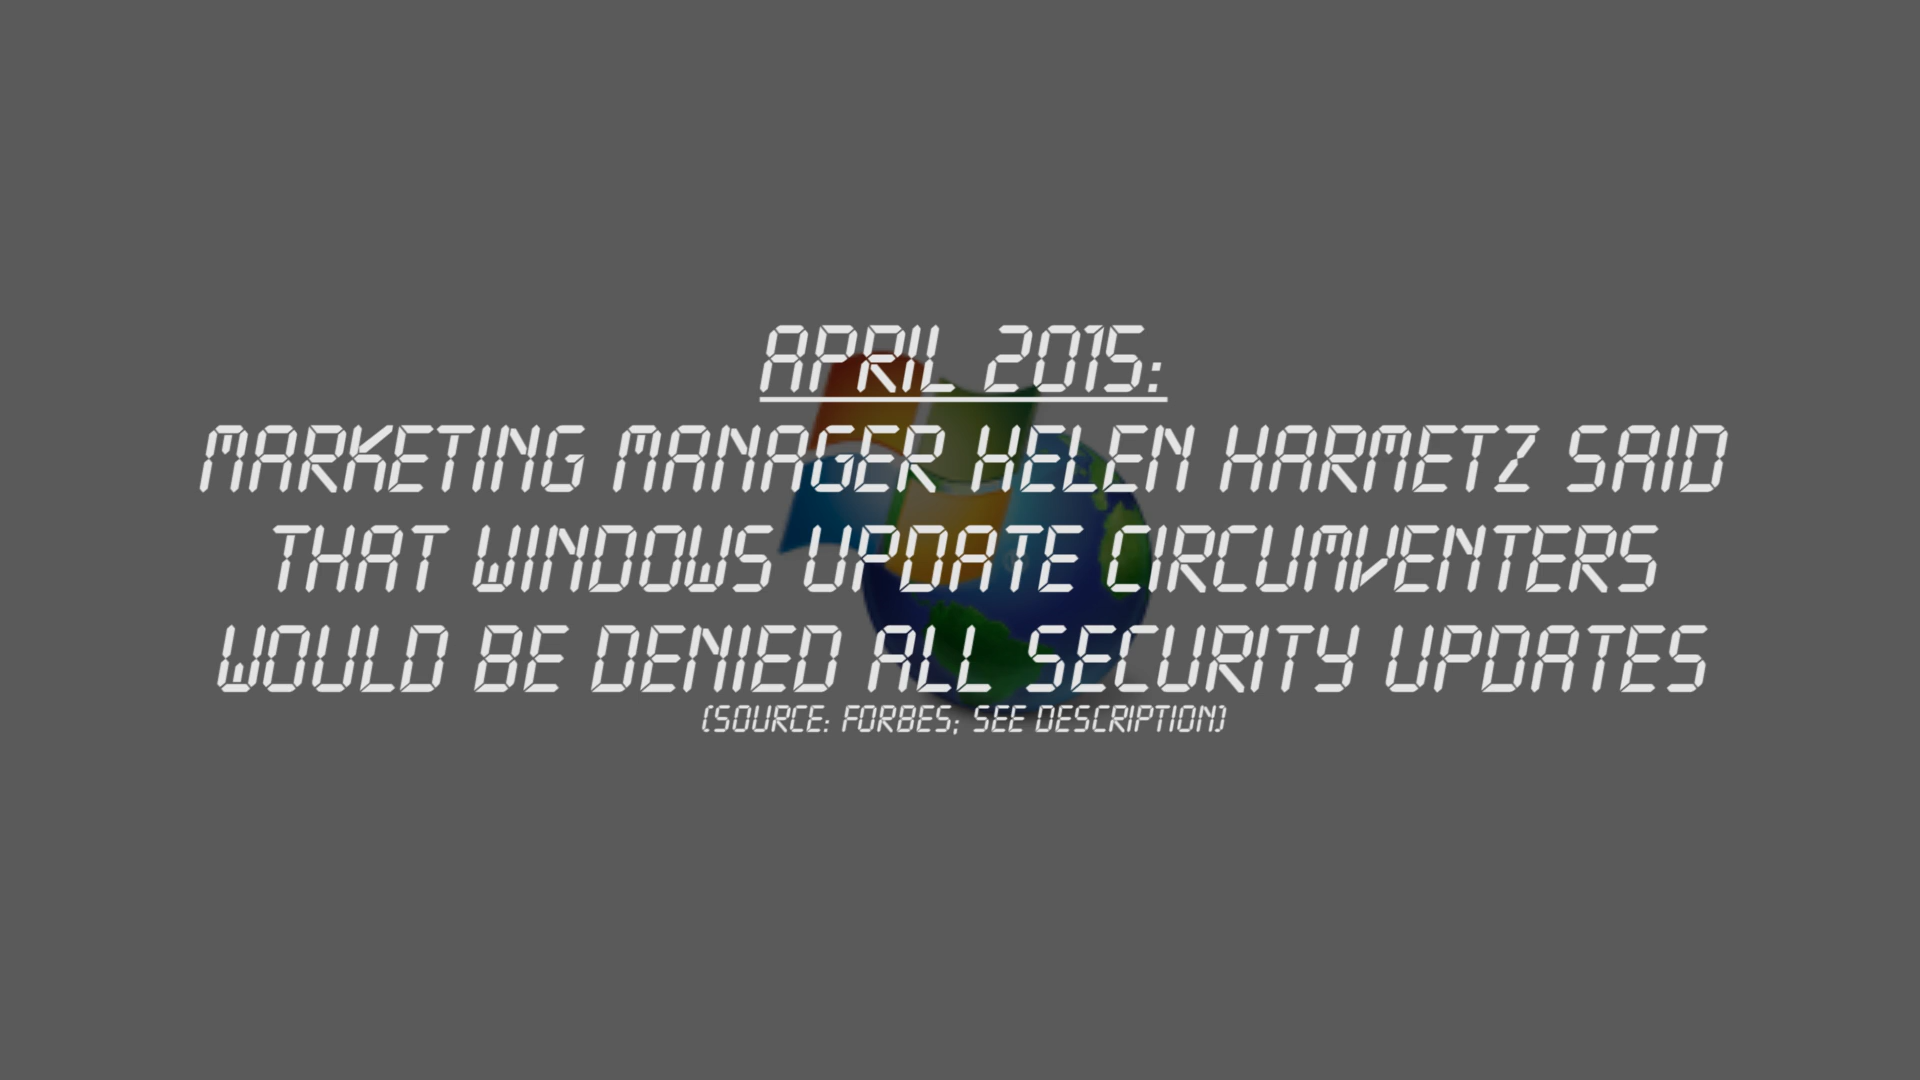 APRIL 2015:
MARKETING MANAGER HELEN HARMETZ SAID
THAT WINDOWS UPDATE CIRCUMVENTERS
WOULD BE DENIED ALL SECURITY UPDATES
(SOURCE: FORBES; SEE DESCRIPTION)